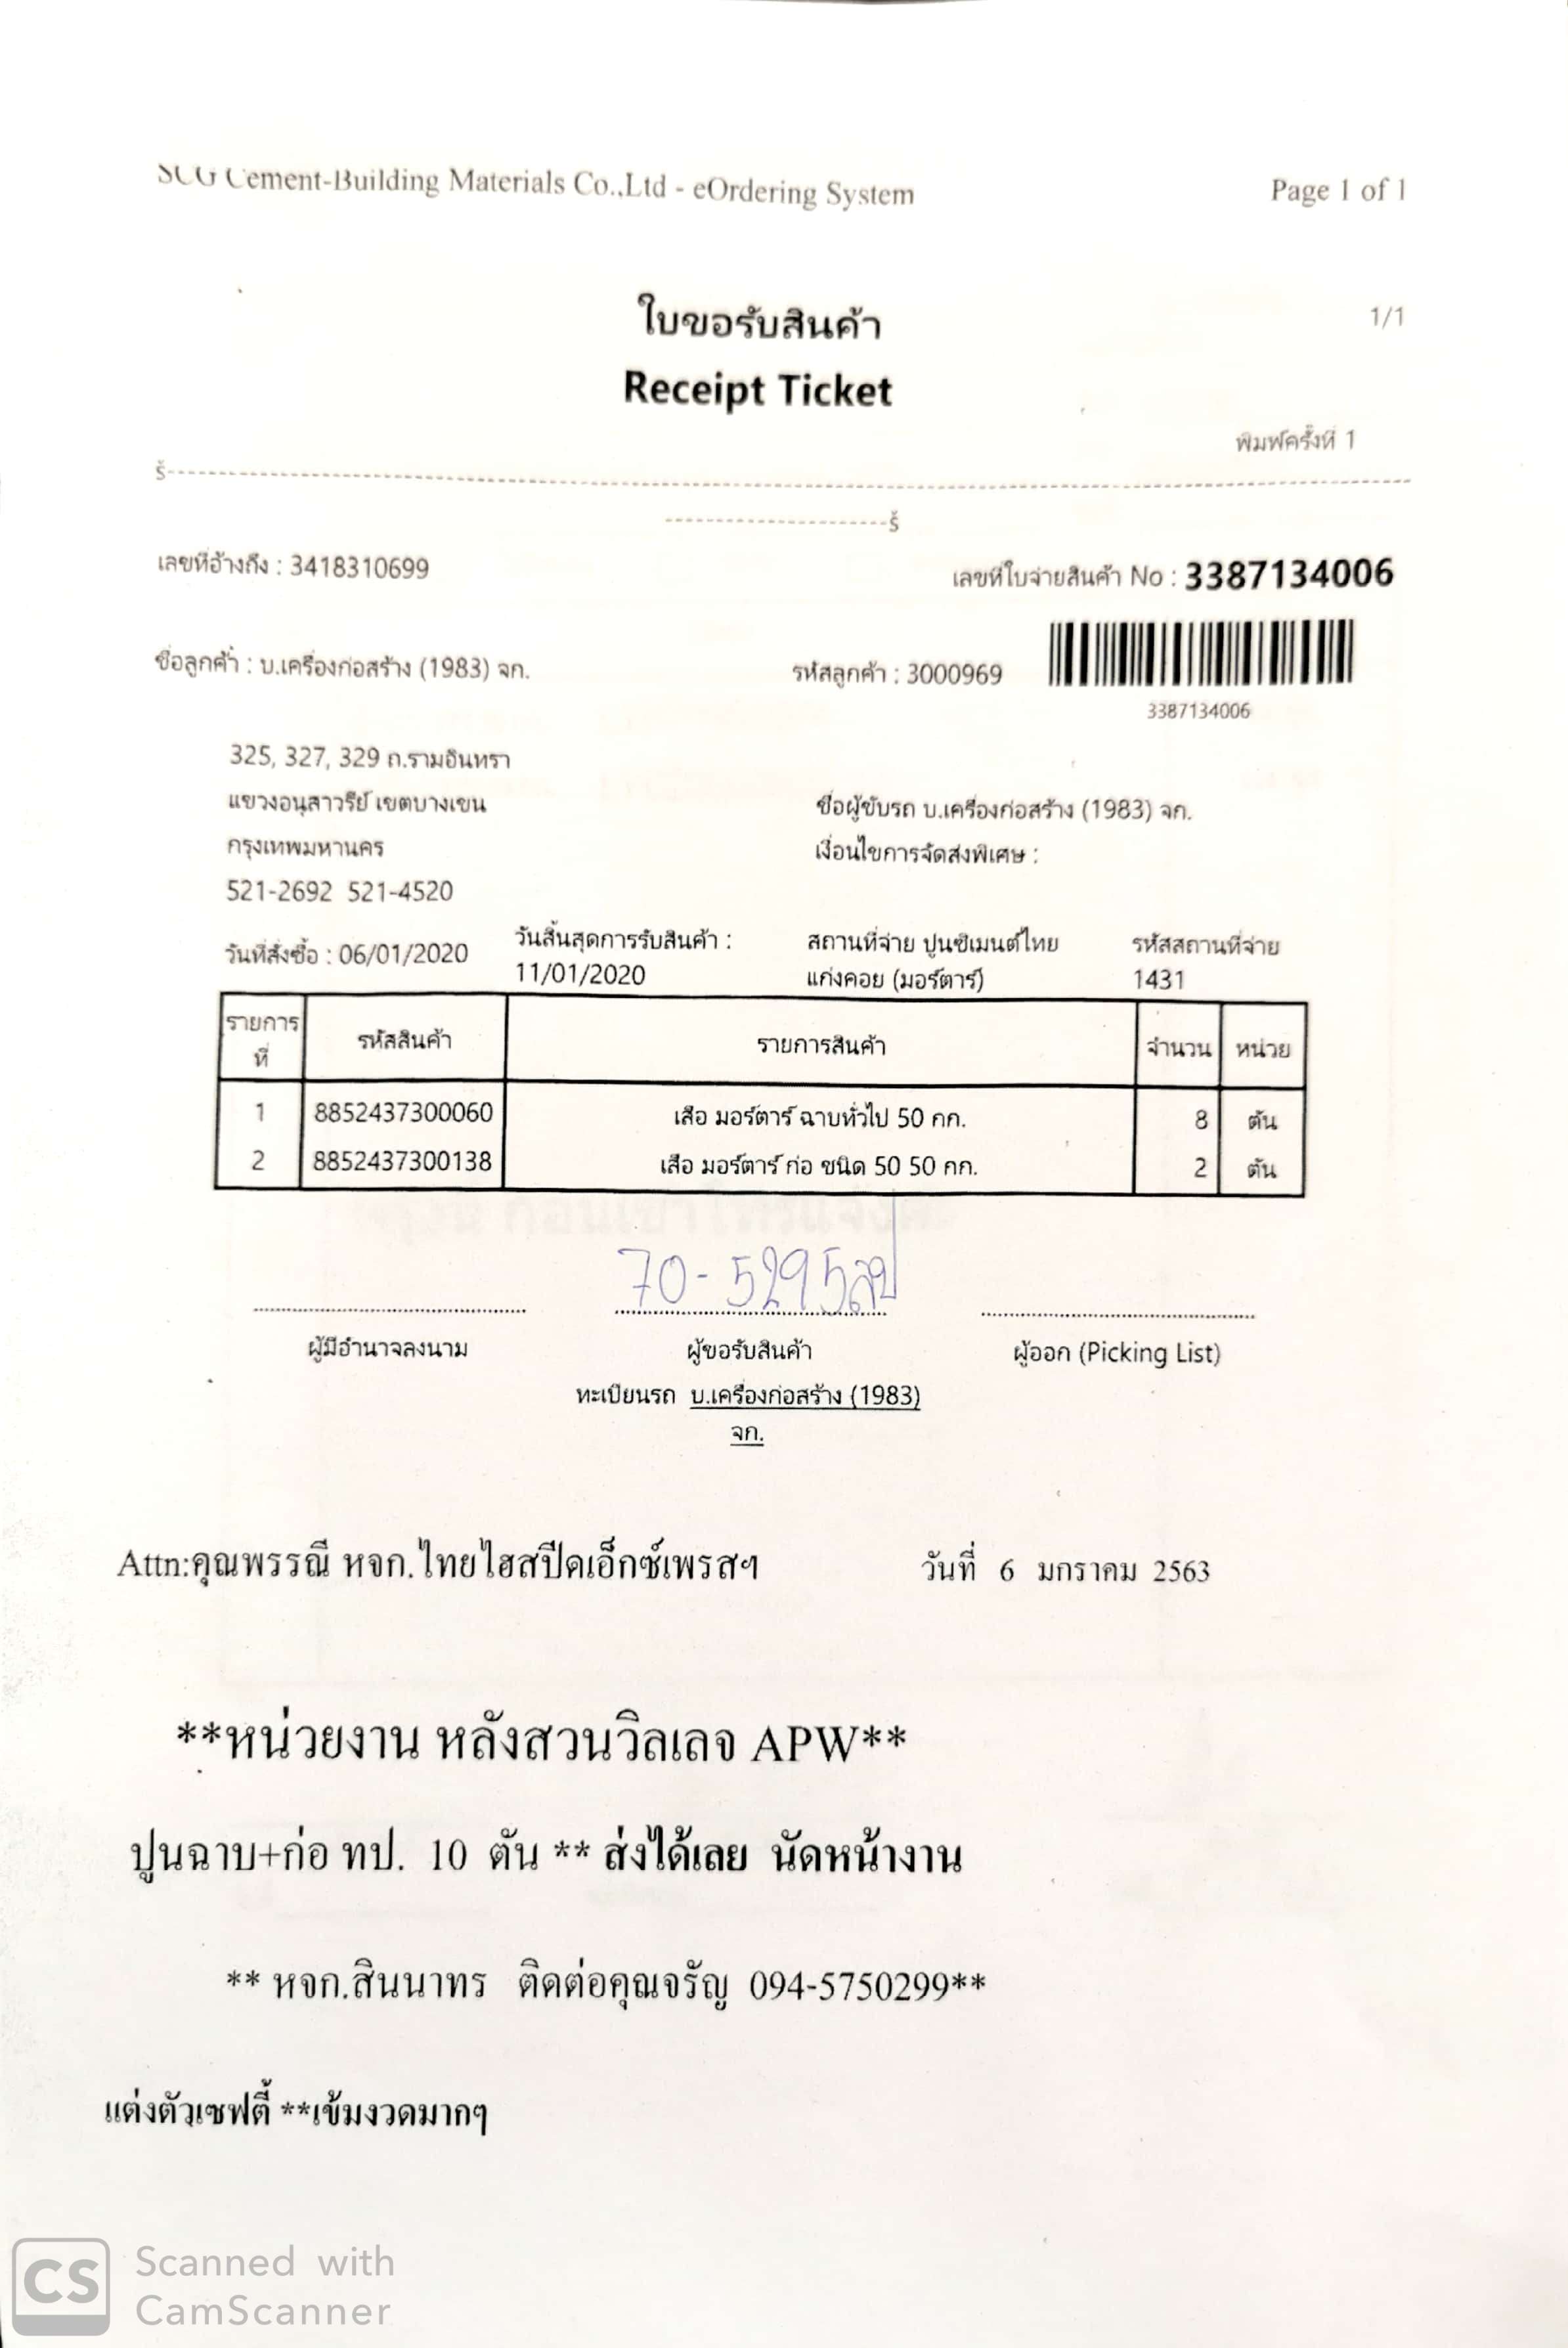 SCG Cement-Building Materials Co.,Ltd - eOrdering System Page 1 of 1
ใบขอรับสินค้า 1/1
Receipt Ticket
พิมพ์ครั้งที่ 1
เลขที่อ้างถึง : 3418310699 เลขที่ใบจ่ายสินค้า No : 3387134006
ชื่อลูกค้า : บ.เครื่องก่อสร้าง (1983) จก. รหัสลูกค้า : 3000969
3387134006
325, 327, 329 ถ.รามอินทรา
แขวงอนุสาวรีย์ เขตบางเขน ชื่อผู้ขับรถ บ.เครื่องก่อสร้าง (1983) จก.
กรุงเทพมหานคร เงื่อนไขการจัดส่งพิเศษ :
521-2692 521-4520
วันที่สั่งซื้อ : 06/01/2020 วันสิ้นสุดการรับสินค้า : สถานที่จ่าย ปูนซิเมนต์ไทย รหัสสถานที่จ่าย
11/01/2020 แก่งคอย (มอร์ตาร์) 1431
รายการที่ รหัสสินค้า รายการสินค้า จำนวน หน่วย
1 8852437300060 เสือ มอร์ตาร์ ฉาบทั่วไป 50 กก. 8 ตัน
2 8852437300138 เสือ มอร์ตาร์ ก่อ ชนิด 50 50 กก. 2 ตัน
70-5295 สป
ผู้มีอำนาจลงนาม ผู้ขอรับสินค้า ผู้ออก (Picking List)
ทะเบียนรถ บ.เครื่องก่อสร้าง (1983)
จก.
Attn:คุณพรรณี หจก.ไทยไฮสปีดเอ็กซ์เพรสฯ วันที่ 6 มกราคม 2563
**หน่วยงาน หลังสวนวิลเลจ APW**
ปูนฉาบ+ก่อ ทป. 10 ตัน ** ส่งได้เลย นัดหน้างาน
** หจก.สินนาทร ติดต่อคุณจรัญ 094-5750299**
แต่งตัวเซฟตี้ **เข้มงวดมากๆ
CS Scanned with
CamScanner